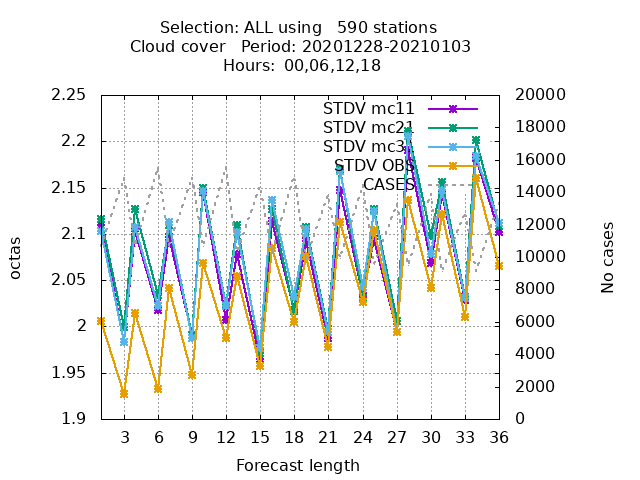 Selection: ALL using   590 stations
Cloud cover   Period: 20201228-20210103
Hours: 00,06,12,18
2.25
2.2
2.15
2.1
2.05
2
1.95
1.9
octas
STDV mc11
STDV mc21
STDV mc31
STDV OBS
CASES
20000
18000
16000
14000
12000
10000
8000
6000
4000
2000
0
No cases
3 6 9 12 15 18 21 24 27 30 33 36
Forecast length